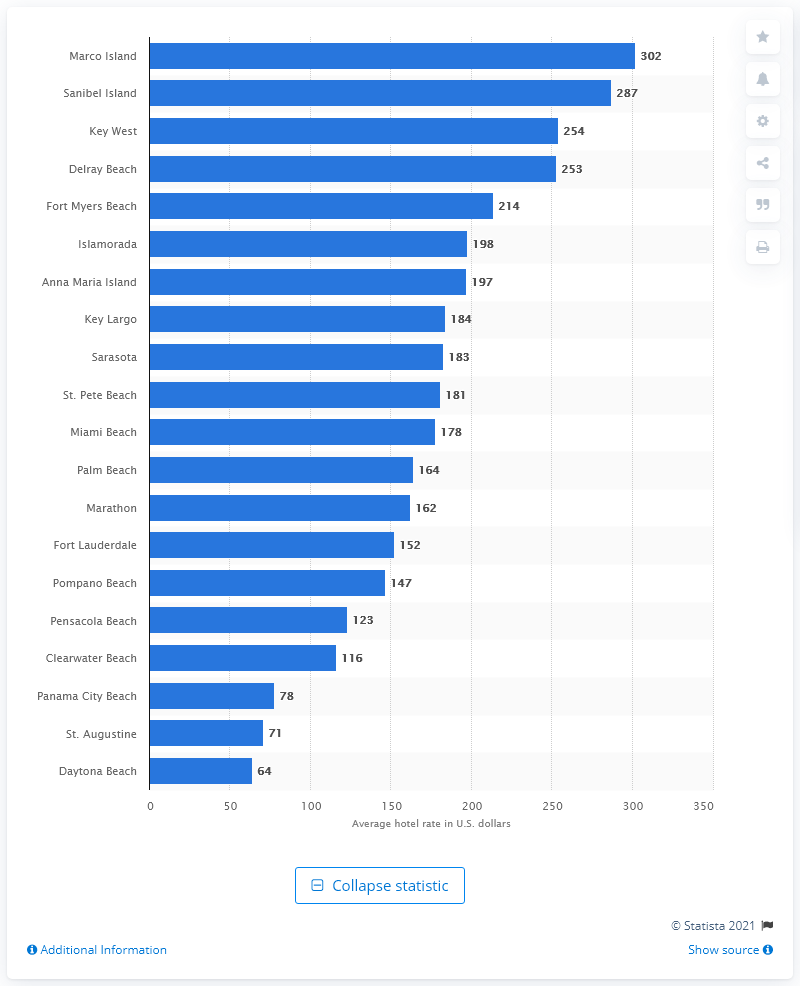 Marco Island 302
Sanibel Island 287
Key West 254
Delray Beach 253
Fort Myers Beach 214
Islamorada 198
Anna Maria Island 197
Key Largo 184
Sarasota 183
St. Pete Beach 181
Miami Beach 178
Palm Beach 164
Marathon 162
Fort Lauderdale 152
Pompano Beach 147
Pensacola Beach 123
Clearwater Beach 116
Panama City Beach 78
St. Augustine 71
Daytona Beach 64
0 50 100 150 200 250 300 350
Average hotel rate in U.S. dollars
Collapse statistic
© Statista 2021
Additional Information Show source